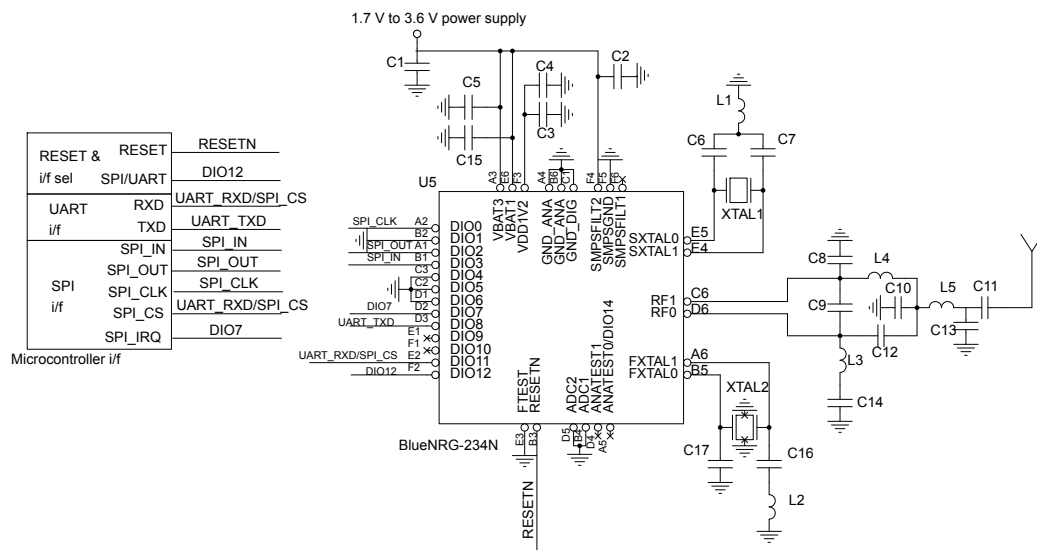 1.7 V to 3.6 V power supply
C1
C5
C15
C4
C3
C2
L1
C6
C7
XTAL1
RESET & i/f sel
RESET
RESETN
SPI/UART
DIO12
UART i/f
RXD
UART_RXD/SPI_CS
TXD
UART_TXD
SPI i/f
SPI_IN
SPI_IN
SPI_OUT
SPI_OUT
SPI_CLK
SPI_CLK
SPI_CS
UART_RXD/SPI_CS
SPI_IRQ
DIO7
Microcontroller i/f
U5
A3 E6 F3 A4 B6 C1 F4 F5 F6
VBAT3
VBAT1
VDD1V2
GND_ANA
GND_ANA
GND_DIG
SMPSFILT2
SMPSGND
SMPSFILT1
SPI_CLK A2 DIO0
B2 DIO1
SPI_OUT A1 DIO2
SPI_IN B1 DIO3
C3 DIO4
C2 DIO5
D1 DIO6
DIO7 D2 DIO7
UART_TXD D3 DIO8
E1 DIO9
F1 DIO10
UART_RXD/SPI_CS E2 DIO11
DIO12 F2 DIO12
SXTAL0 E5
SXTAL1 E4
RF1 C6
RF0 D6
FXTAL1 A6
FXTAL0 B5
FTEST
RESETN
ADC2
ADC1
ANATEST1
ANATEST0/DIO14
E3 B3 D5 B4 D4 A5
BlueNRG-234N
RESETN
C8
L4
C9
C10
L5
C11
C13
C12
L3
C14
XTAL2
C17
C16
L2